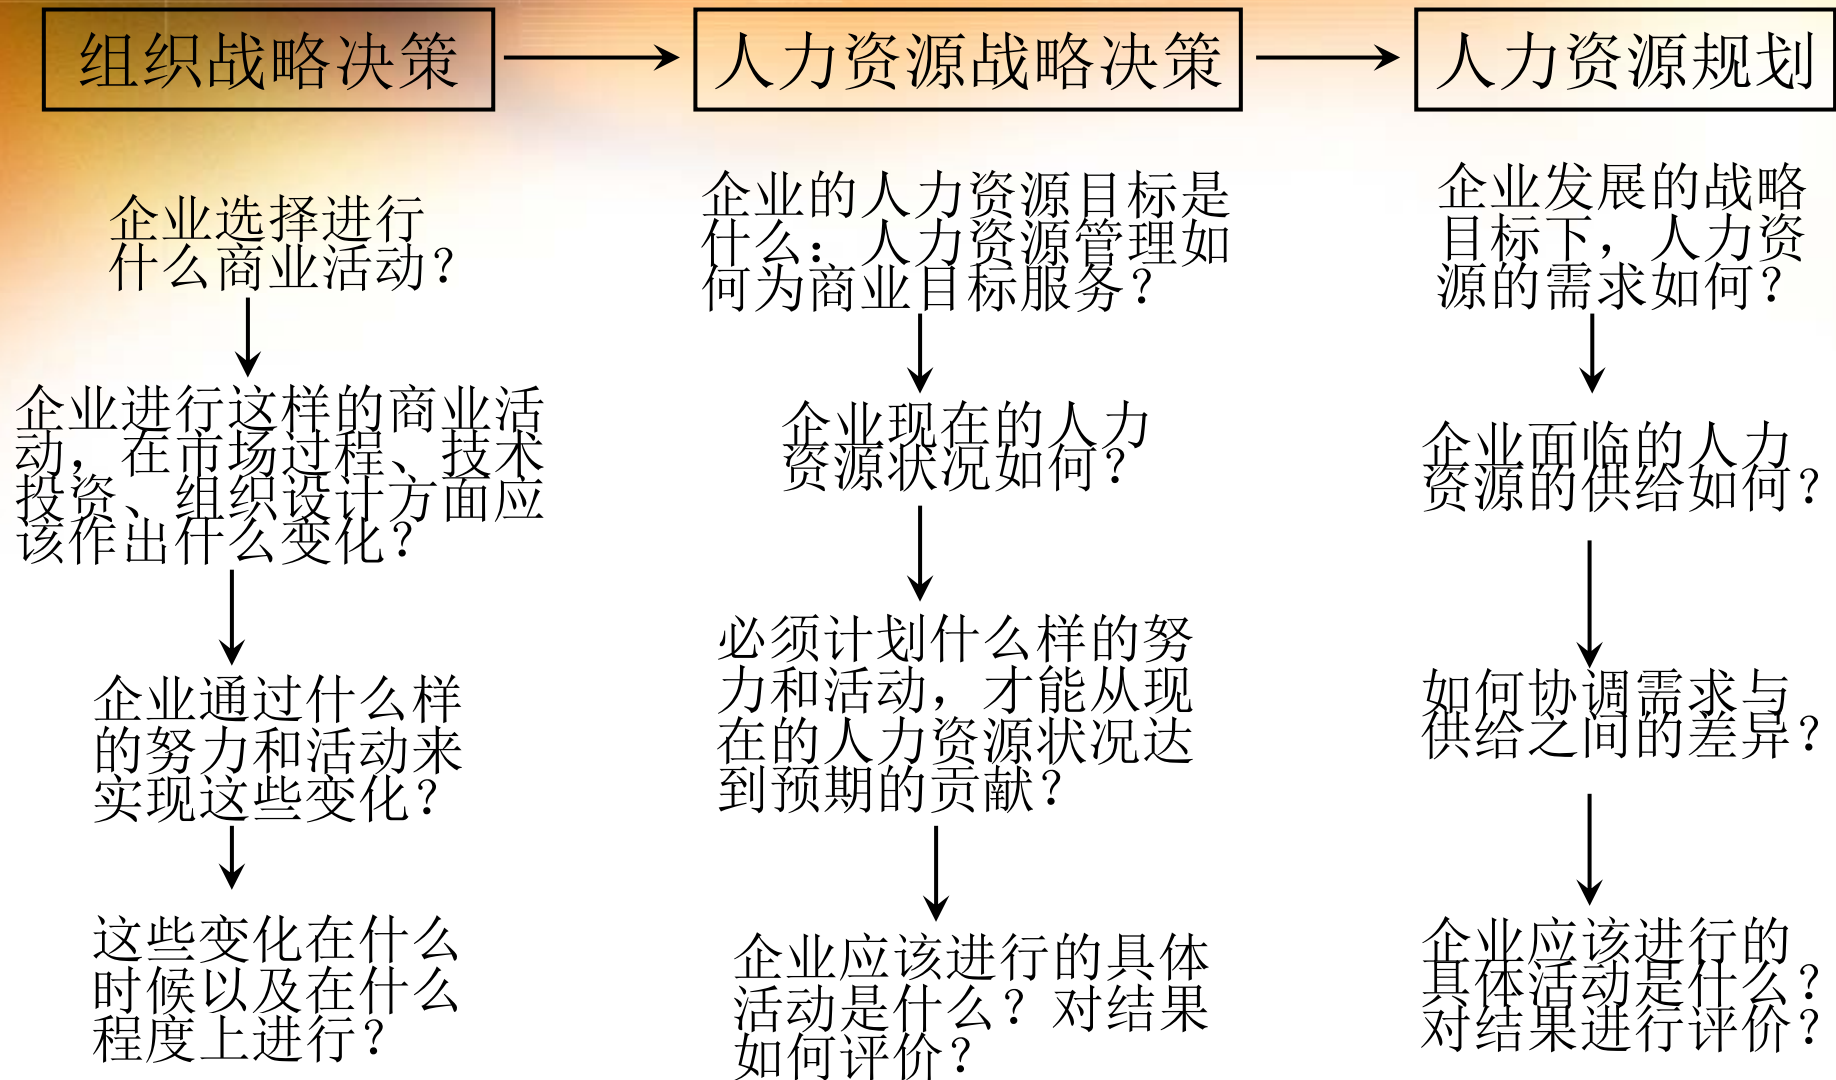 组织战略决策
人力资源战略决策
人力资源规划
企业选择进行
什么商业活动？
企业进行这样的商业活
动，在市场过程、技术
投资、组织设计方面应
该作出什么变化？
企业通过什么样
的努力和活动来
实现这些变化？
这些变化在什么
时候以及在什么
程度上进行？
企业的人力资源目标是
什么：人力资源管理如
何为商业目标服务？
企业现在的人力
资源状况如何？
必须计划什么样的努
力和活动，才能从现
在的人力资源状况达
到预期的贡献？
企业应该进行的具体
活动是什么？对结果
如何评价？
企业发展的战略
目标下，人力资
源的需求如何？
企业面临的人力
资源的供给如何？
如何协调需求与
供给之间的差异？
企业应该进行的
具体活动是什么？
对结果进行评价？